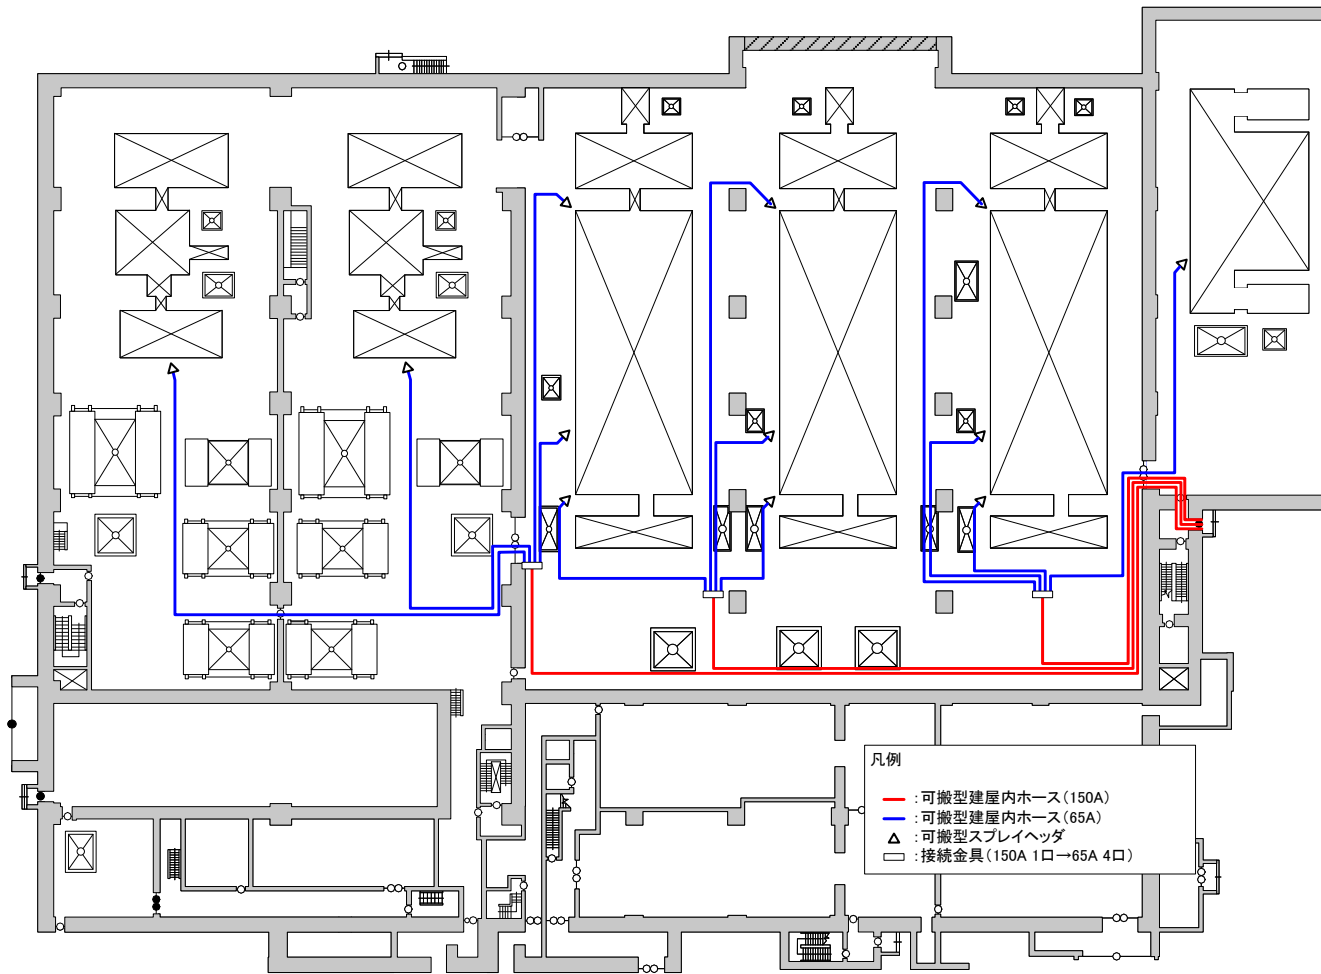 凡例
：可搬型建屋内ホース（150A）
：可搬型建屋内ホース（65A）
：可搬型スプレイヘッダ
：接続金具（150A 1口→65A 4口）